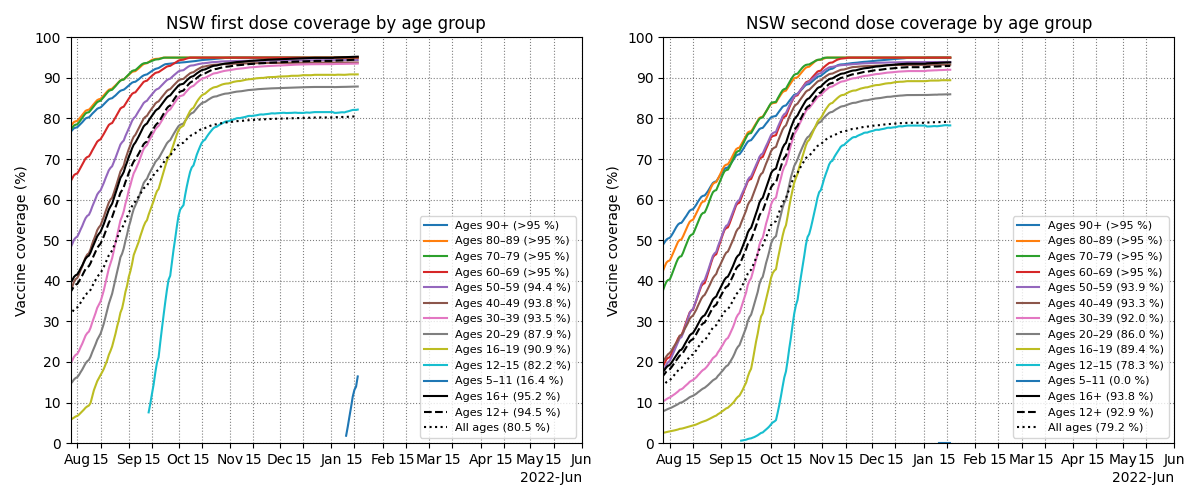 NSW first dose coverage by age group
Vaccine coverage (%)
100
90
80
70
60
50
40
30
20
10
0
Ages 90+ (>95 %)
Ages 80–89 (>95 %)
Ages 70–79 (>95 %)
Ages 60–69 (>95 %)
Ages 50–59 (94.4 %)
Ages 40–49 (93.8 %)
Ages 30–39 (93.5 %)
Ages 20–29 (87.9 %)
Ages 16–19 (90.9 %)
Ages 12–15 (82.2 %)
Ages 5–11 (16.4 %)
Ages 16+ (95.2 %)
Ages 12+ (94.5 %)
All ages (80.5 %)
Aug 15 Sep 15 Oct 15 Nov 15 Dec 15 Jan 15 Feb 15 Mar 15 Apr 15 May 15 Jun
2022-Jun
NSW second dose coverage by age group
Vaccine coverage (%)
100
90
80
70
60
50
40
30
20
10
0
Ages 90+ (>95 %)
Ages 80–89 (>95 %)
Ages 70–79 (>95 %)
Ages 60–69 (>95 %)
Ages 50–59 (93.9 %)
Ages 40–49 (93.3 %)
Ages 30–39 (92.0 %)
Ages 20–29 (86.0 %)
Ages 16–19 (89.4 %)
Ages 12–15 (78.3 %)
Ages 5–11 (0.0 %)
Ages 16+ (93.8 %)
Ages 12+ (92.9 %)
All ages (79.2 %)
Aug 15 Sep 15 Oct 15 Nov 15 Dec 15 Jan 15 Feb 15 Mar 15 Apr 15 May 15 Jun
2022-Jun